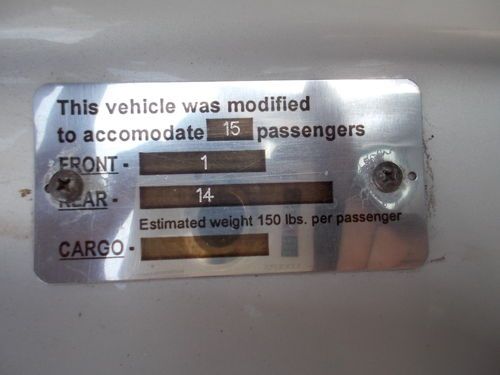 This vehicle was modified
to accomodate 15 passengers
FRONT - 1
REAR - 14
Estimated weight 150 lbs. per passenger
CARGO -